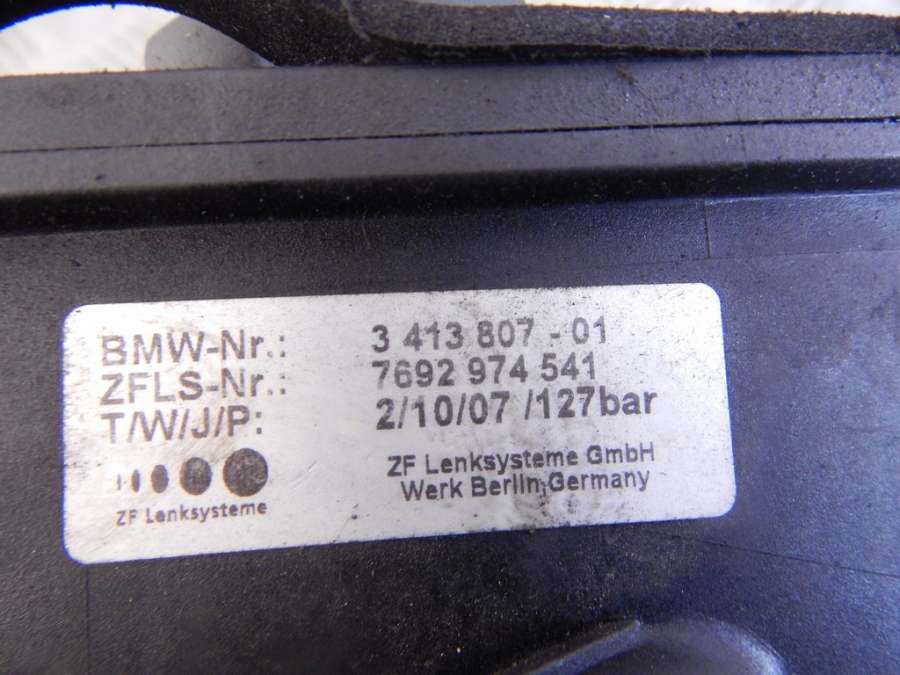 BMW-Nr.: 3 413 807 - 01
ZFLS-Nr.: 7692 974 541
T/W/J/P: 2/10/07 /127bar
ZF Lenksysteme GmbH
Werk Berlin,Germany
ZF Lenksysteme